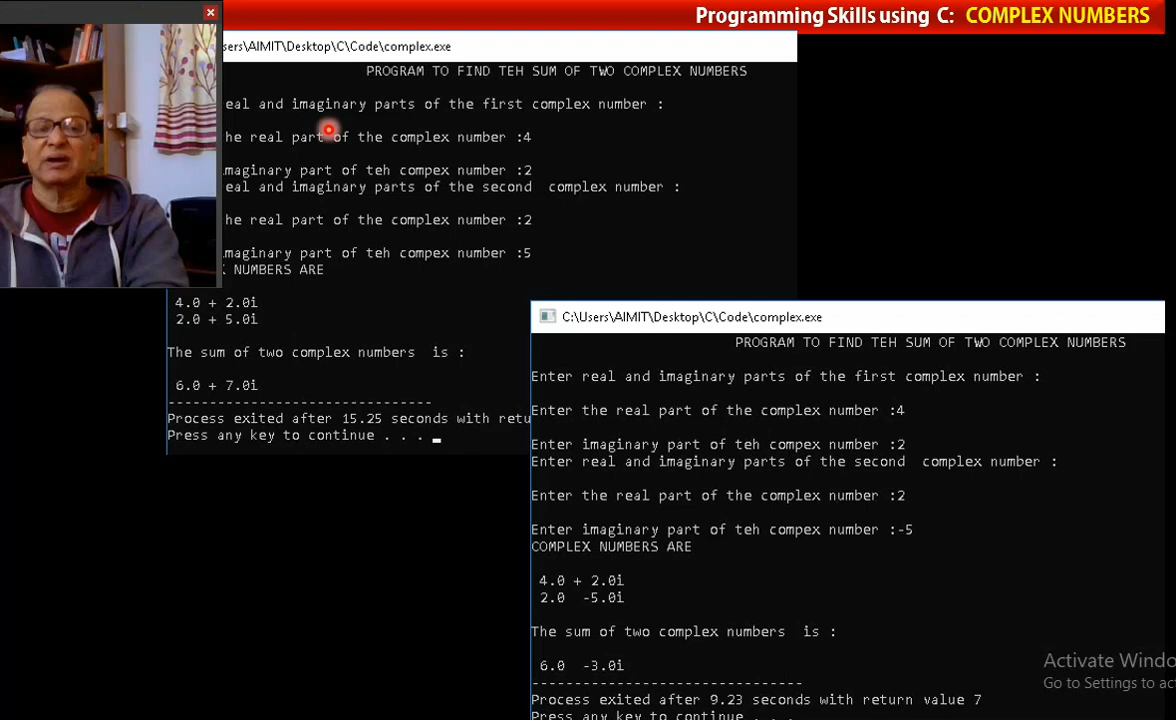 Programming Skills using C: COMPLEX NUMBERS
sers\AIMIT\Desktop\C\Code\complex.exe
PROGRAM TO FIND TEH SUM OF TWO COMPLEX NUMBERS
eal and imaginary parts of the first complex number :
he real part of the complex number :4
maginary part of teh compex number :2
eal and imaginary parts of the second  complex number :
he real part of the complex number :2
maginary part of teh compex number :5
X NUMBERS ARE
4.0 + 2.0i
2.0 + 5.0i
The sum of two complex numbers  is :
6.0 + 7.0i
--------------------------------
Process exited after 15.25 seconds with retu
Press any key to continue . . .
C:\Users\AIMIT\Desktop\C\Code\complex.exe
PROGRAM TO FIND TEH SUM OF TWO COMPLEX NUMBERS
Enter real and imaginary parts of the first complex number :
Enter the real part of the complex number :4
Enter imaginary part of teh compex number :2
Enter real and imaginary parts of the second  complex number :
Enter the real part of the complex number :2
Enter imaginary part of teh compex number :-5
COMPLEX NUMBERS ARE
4.0 + 2.0i
2.0  -5.0i
The sum of two complex numbers  is :
6.0  -3.0i
--------------------------------
Process exited after 9.23 seconds with return value 7
Press any key to continue . . .
Activate Windo
Go to Settings to act